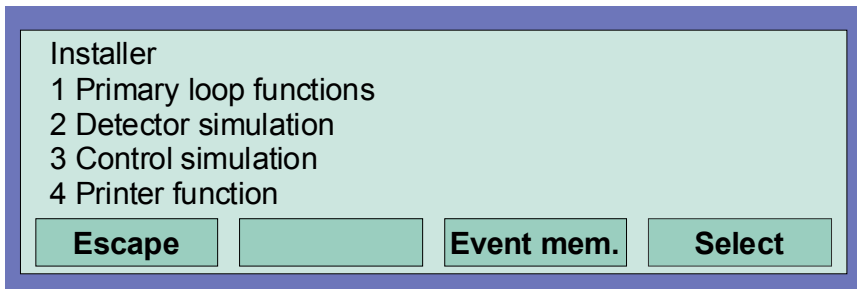 Installer
1 Primary loop functions
2 Detector simulation
3 Control simulation
4 Printer function
Escape Event mem. Select